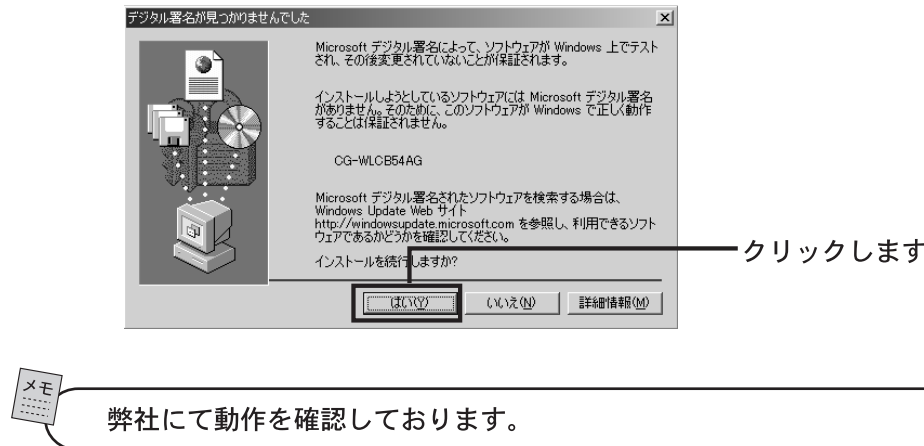 デジタル署名が見つかりませんでした
Microsoft デジタル署名によって、ソフトウェアが Windows 上でテスト
され、その後変更されていないことが保証されます。
インストールしようとしているソフトウェアには Microsoft デジタル署名
がありません。そのために、このソフトウェアが Windows で正しく動作
することは保証されません。
CG-WLCB54AG
Microsoft デジタル署名されたソフトウェアを検索する場合は、
Windows Update Web サイト
http://windowsupdate.microsoft.com を参照し、利用できるソフト
ウェアであるかどうかを確認してください。
インストールを続行しますか?
はい(Y)
いいえ(N)
詳細情報(M)
クリックします
メモ
弊社にて動作を確認しております。